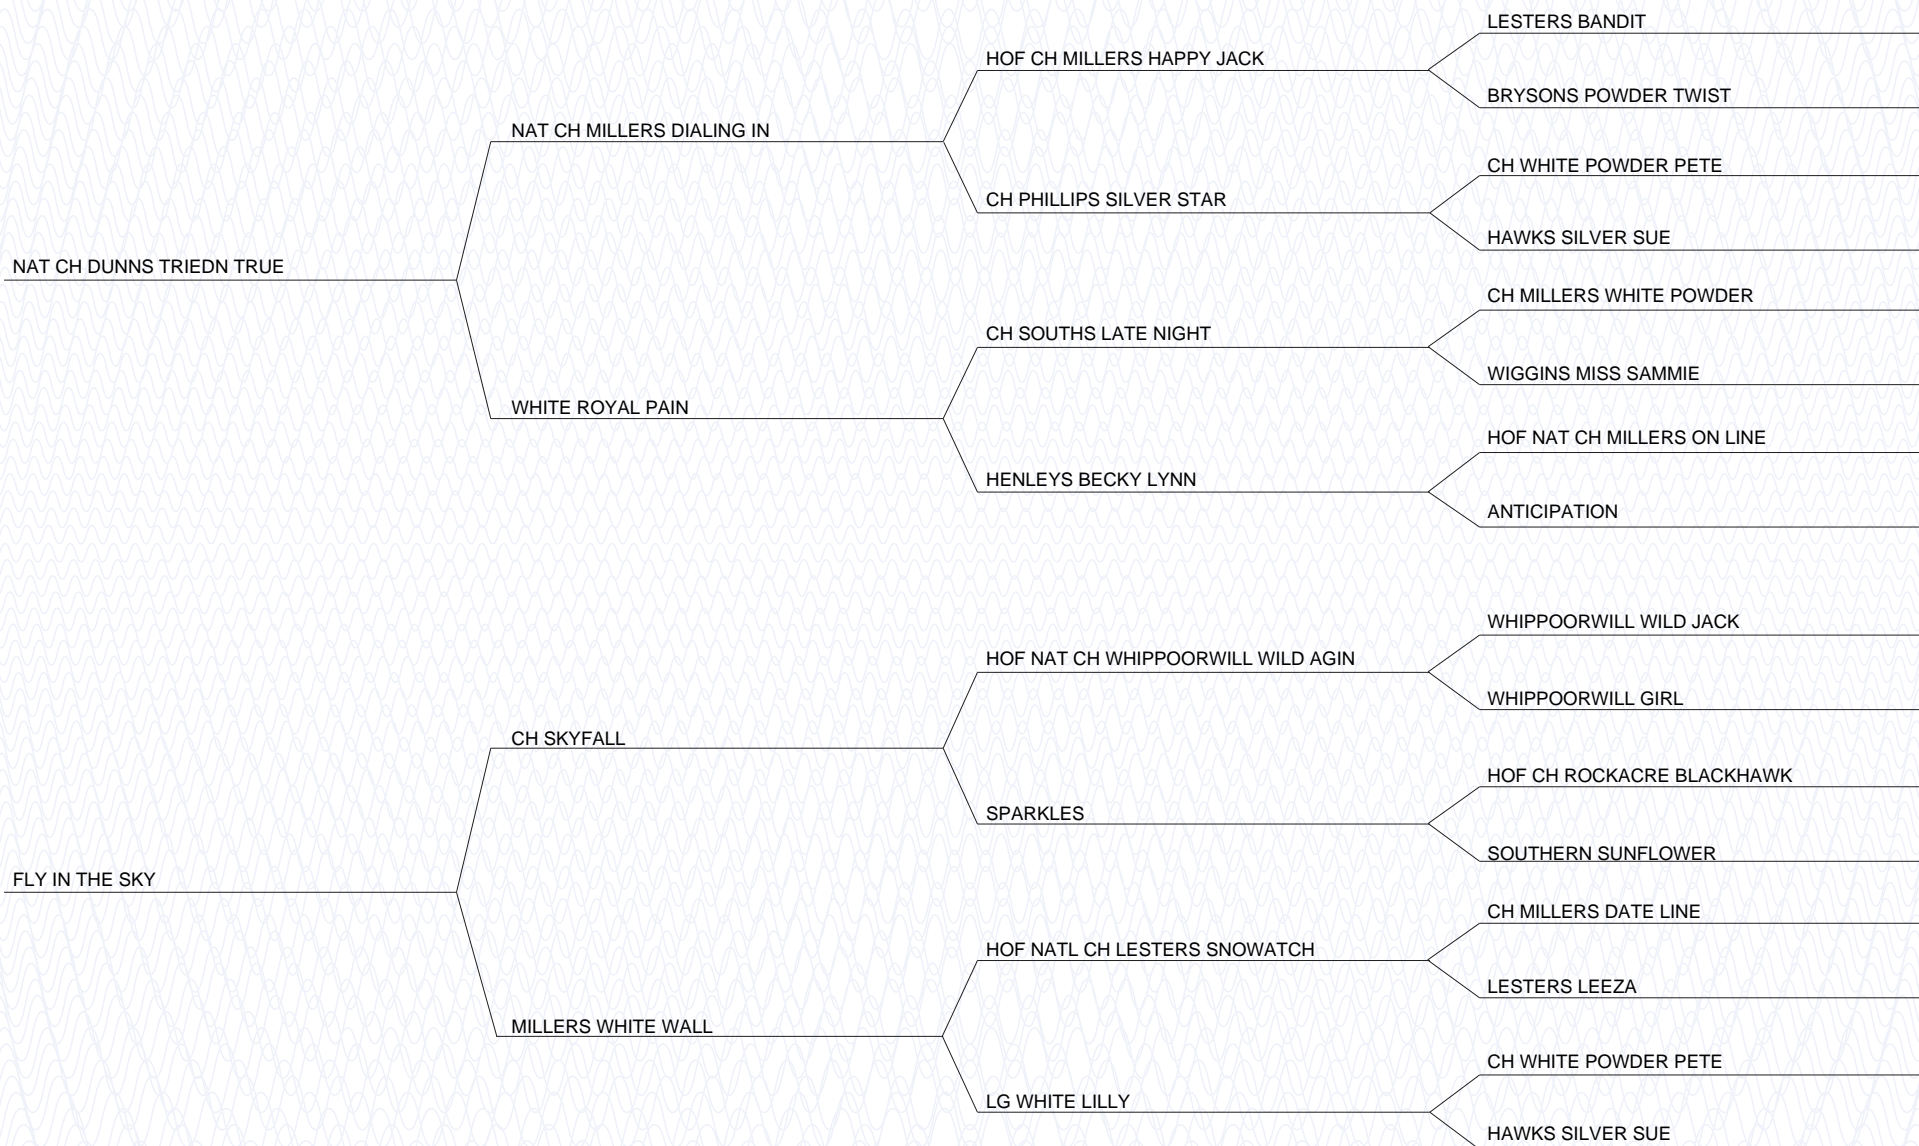 LESTERS BANDIT
HOF CH MILLERS HAPPY JACK
BRYSONS POWDER TWIST
NAT CH MILLERS DIALING IN
CH WHITE POWDER PETE
CH PHILLIPS SILVER STAR
HAWKS SILVER SUE
NAT CH DUNNS TRIEDN TRUE
CH MILLERS WHITE POWDER
CH SOUTHS LATE NIGHT
WIGGINS MISS SAMMIE
WHITE ROYAL PAIN
HOF NAT CH MILLERS ON LINE
HENLEYS BECKY LYNN
ANTICIPATION
WHIPPOORWILL WILD JACK
HOF NAT CH WHIPPOORWILL WILD AGIN
WHIPPOORWILL GIRL
CH SKYFALL
HOF CH ROCKACRE BLACKHAWK
SPARKLES
SOUTHERN SUNFLOWER
FLY IN THE SKY
CH MILLERS DATE LINE
HOF NATL CH LESTERS SNOWATCH
LESTERS LEEZA
MILLERS WHITE WALL
CH WHITE POWDER PETE
LG WHITE LILLY
HAWKS SILVER SUE